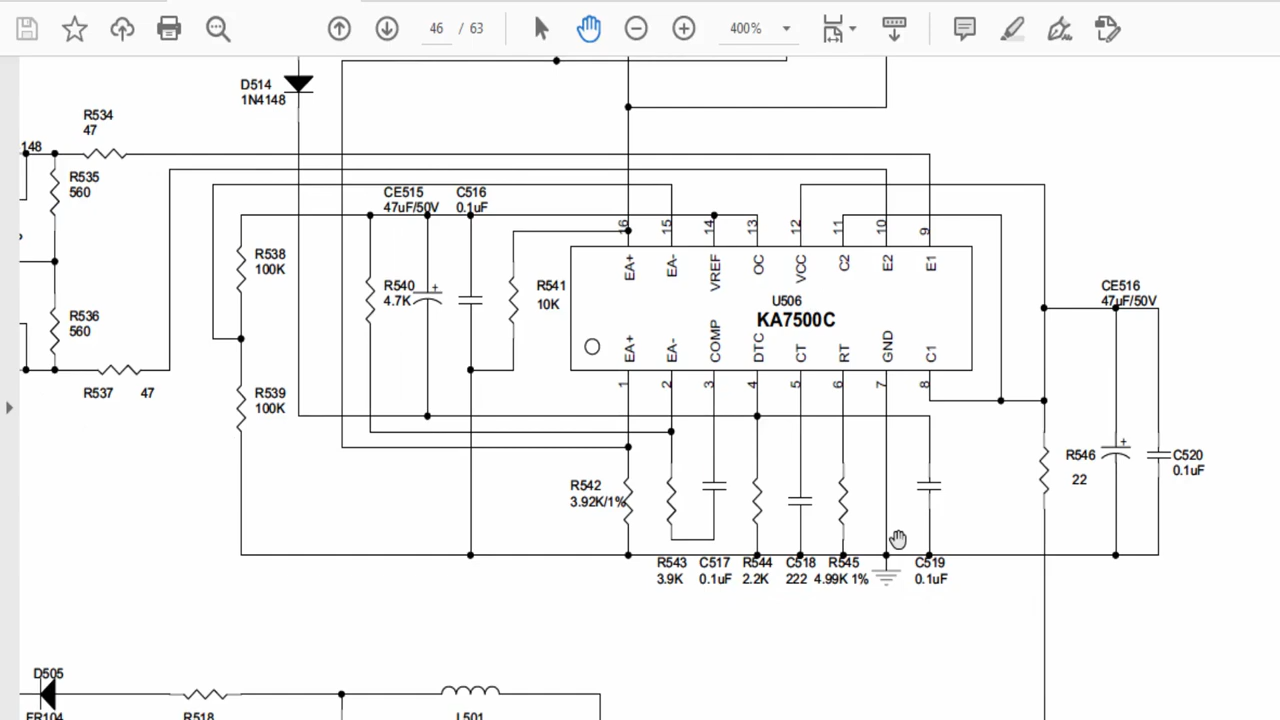 46 / 63
400%
D514
1N4148
R534
47
148
R535
560
CE515
47uF/50V
C516
0.1uF
16
15
14
13
12
11
10
9
EA+
EA-
VREF
OC
VCC
C2
E2
E1
R538
100K
R540
4.7K
+
R541
10K
U506
KA7500C
CE516
47uF/50V
R536
560
EA+
EA-
COMP
DTC
CT
RT
GND
C1
R537
47
R539
100K
1
2
3
4
5
6
7
8
R542
3.92K/1%
R546
22
+
C520
0.1uF
R543
3.9K
C517
0.1uF
R544
2.2K
C518
222
R545
4.99K 1%
C519
0.1uF
D505
FR104
R518
L501